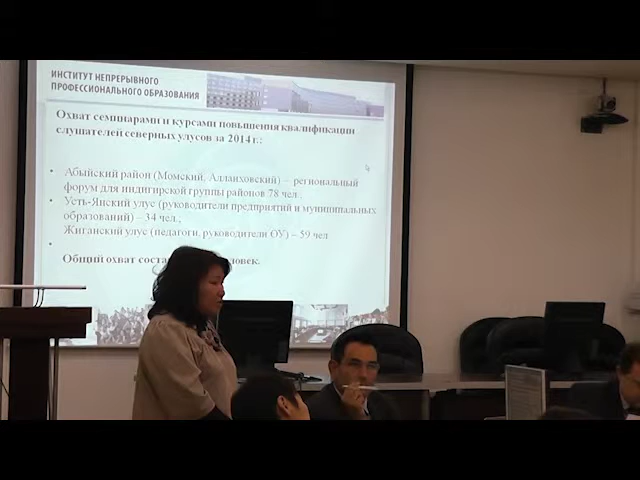 ИНСТИТУТ НЕПРЕРЫВНОГО
ПРОФЕССИОНАЛЬНОГО ОБРАЗОВАНИЯ
Охват семинарами и курсами повышения квалификации
слушателей северных улусов за 2014 г.:
• Абыйский район (Момский, Аллаиховский) – региональный
форум для индигирской группы районов 78 чел.;
• Усть-Янский улус (руководители предприятий и муниципальных
образований) – 34 чел.;
Жиганский улус (педагоги, руководители ОУ) – 59 чел
•
Общий охват соста ловек.